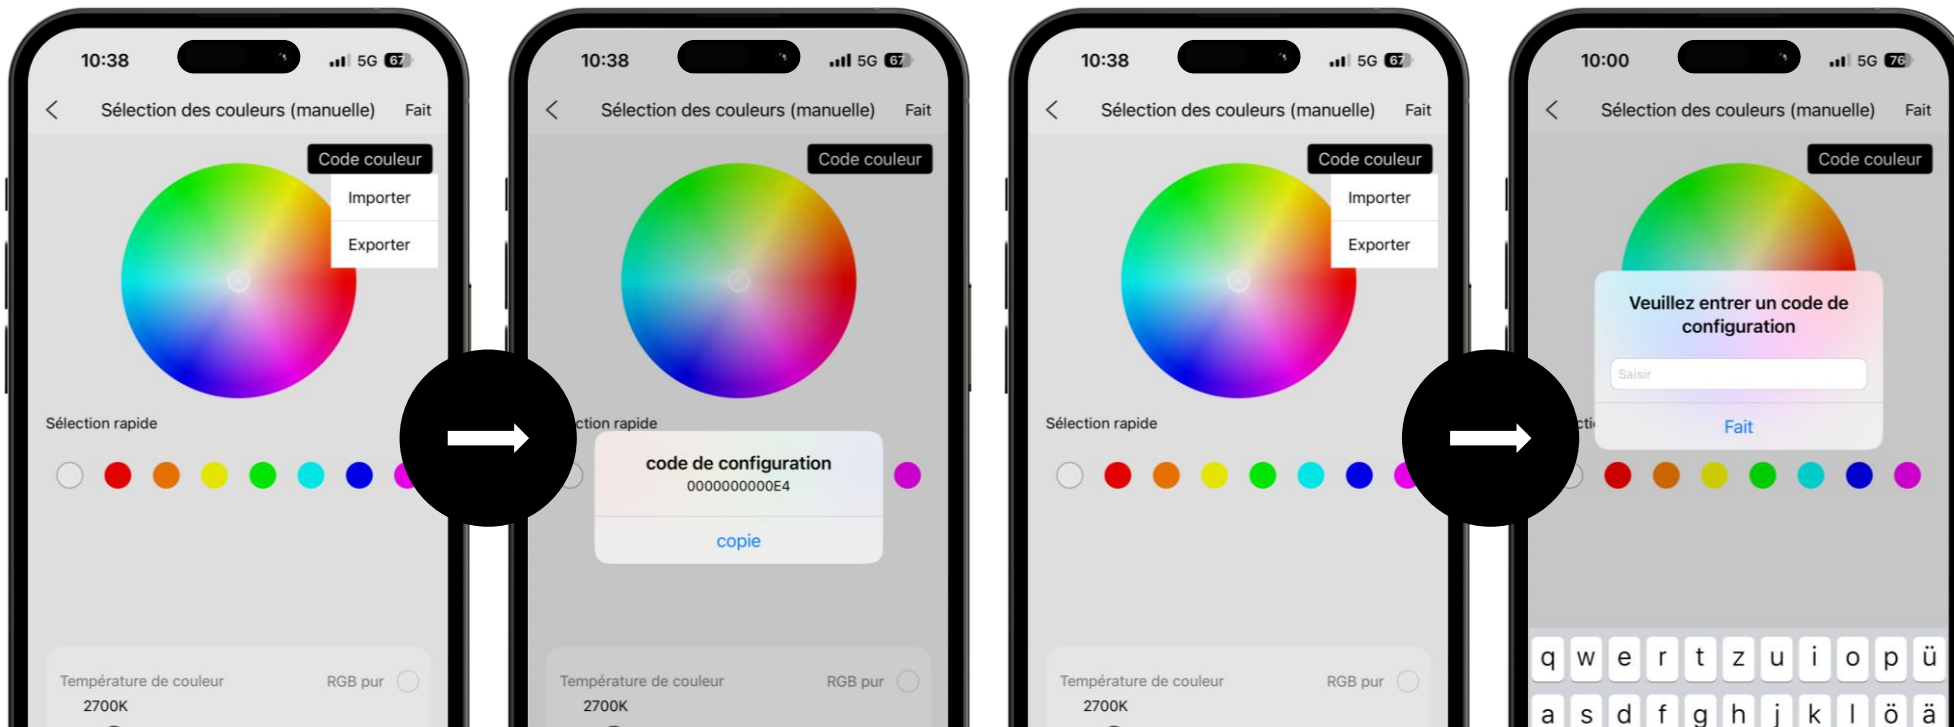 10:38
5G 67
Sélection des couleurs (manuelle) Fait
Code couleur
Importer
Exporter
Sélection rapide
Température de couleur RGB pur
2700K
10:38
5G 67
Sélection des couleurs (manuelle) Fait
Code couleur
ction rapide
code de configuration
0000000000E4
copie
Température de couleur RGB pur
2700K
10:38
5G 67
Sélection des couleurs (manuelle) Fait
Code couleur
Importer
Exporter
Sélection rapide
Température de couleur RGB pur
2700K
10:00
5G 76
Sélection des couleurs (manuelle) Fait
Code couleur
Veuillez entrer un code de
configuration
Saisir
Fait
cti
q w e r t z u i o p ü
a s d f g h j k l ö ä